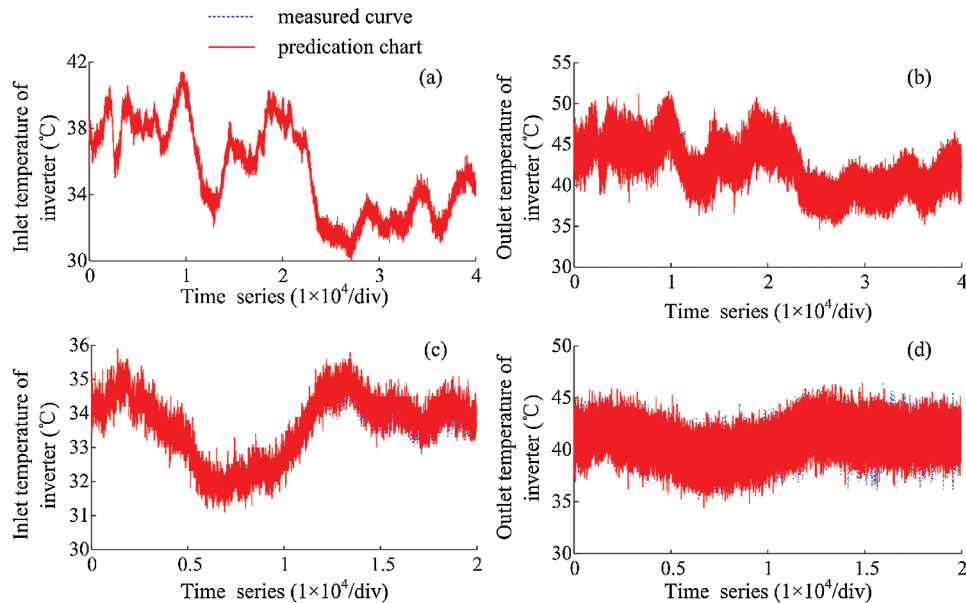 measured curve
predication chart
(a)
Inlet temperature of
inverter (℃)
42
38
34
30
0
1
2
3
4
Time series (1×10⁴/div)
(b)
Outlet temperature of
inverter (℃)
55
50
45
40
35
30
0
1
2
3
4
Time series (1×10⁴/div)
(c)
Inlet temperature of
inverter (℃)
36
35
34
33
32
31
30
0
0.5
1
1.5
2
Time series (1×10⁴/div)
(d)
Outlet temperature of
inverter (℃)
50
45
40
35
30
0
0.5
1
1.5
2
Time series (1×10⁴/div)